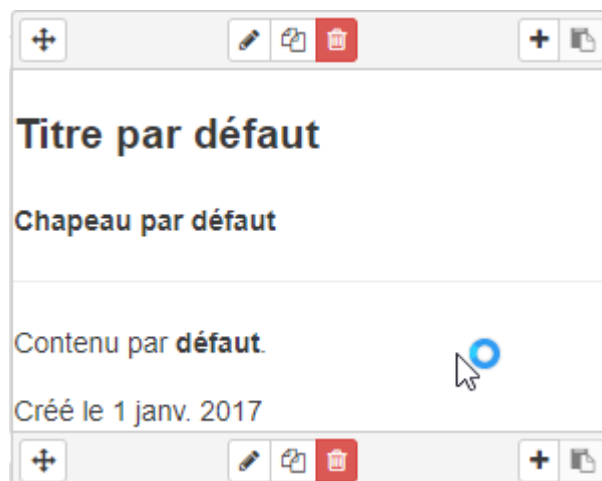 Titre par défaut
Chapeau par défaut
Contenu par défaut.
Créé le 1 janv. 2017